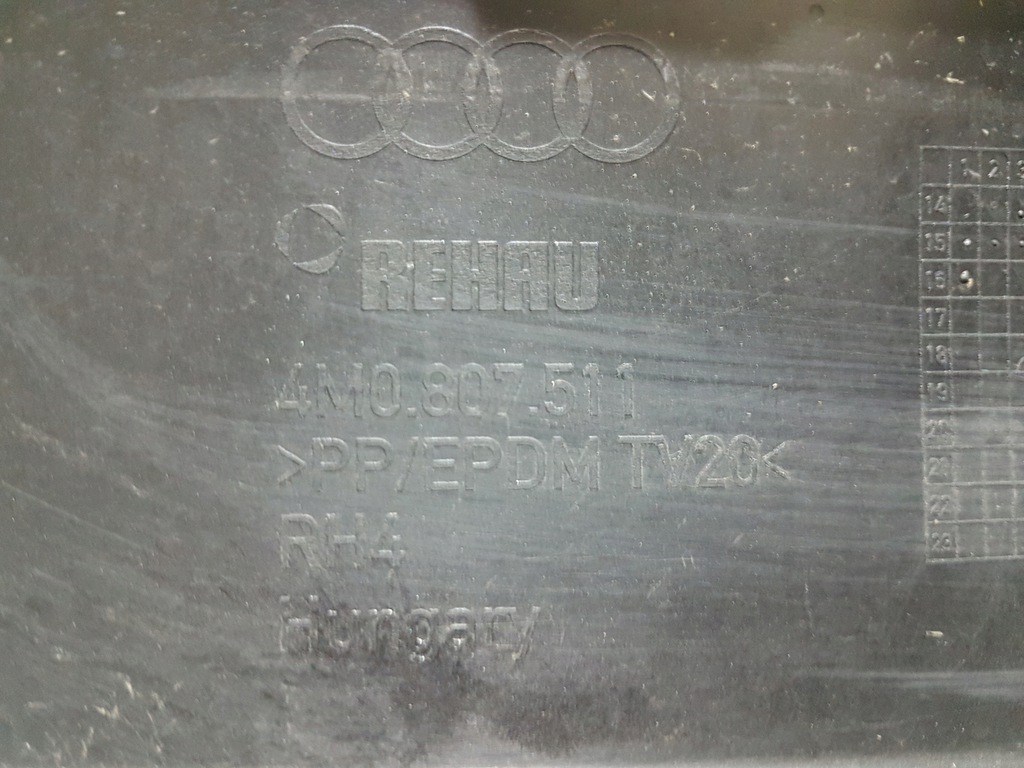 REHAU
4M0.807.511
>PP/EPDM TV20<
RH4
Hungary
1 2 3
14
15
16
17
18
19
20
21
22
23